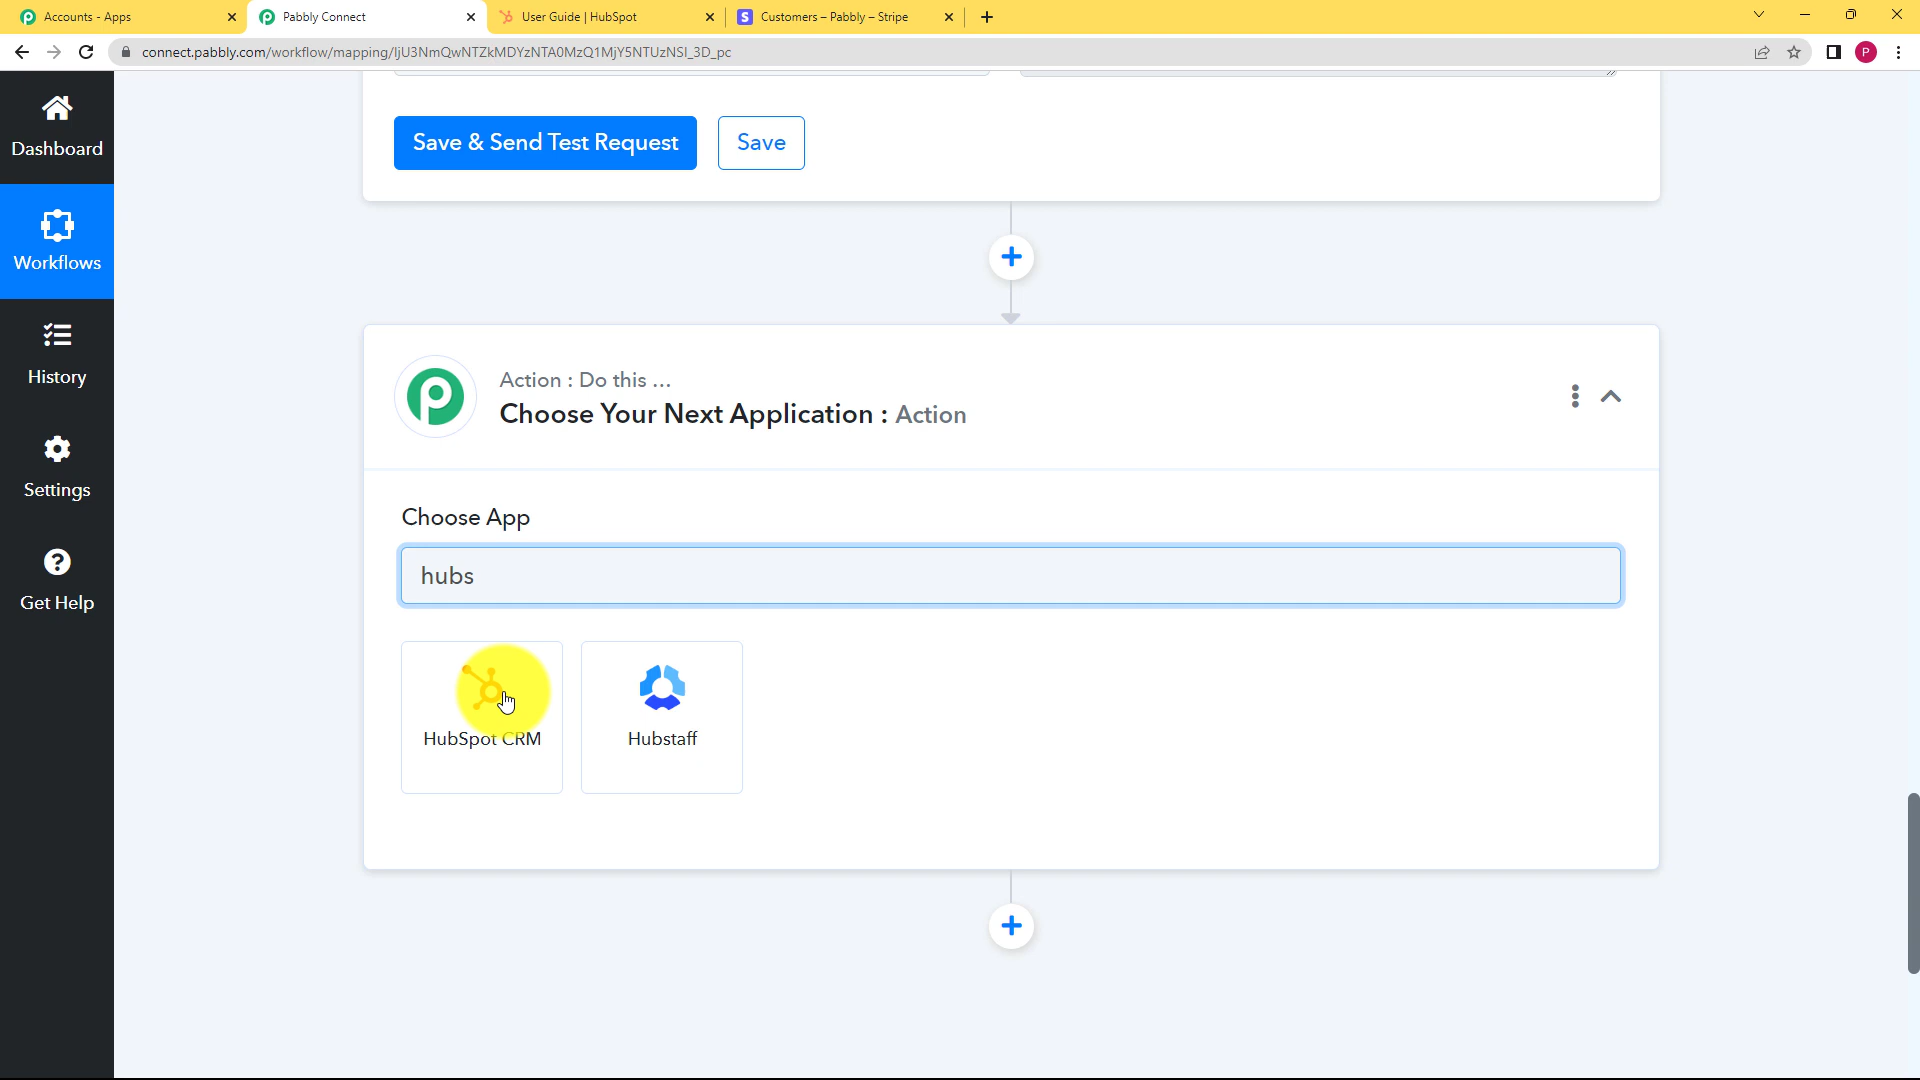 Accounts - Apps
Pabbly Connect
User Guide | HubSpot
Customers – Pabbly – Stripe
connect.pabbly.com/workflow/mapping/IjU3NmQwNTZkMDYzNTA0MzQ1MjY5NTUzNSI_3D_pc
P
Dashboard
Workflows
History
Settings
Get Help
Save & Send Test Request
Save
Action : Do this ...
Choose Your Next Application : Action
Choose App
hubs
HubSpot CRM
Hubstaff